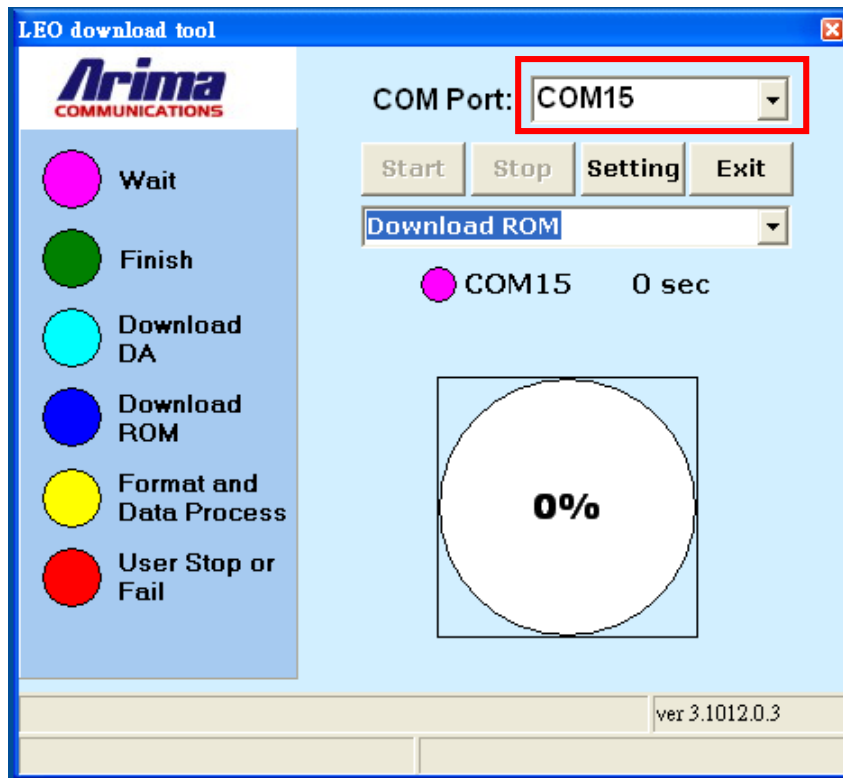 LEO download tool
Arima
COMMUNICATIONS
COM Port: COM15
Start Stop Setting Exit
Download ROM
COM15 0 sec
Wait
Finish
Download
DA
Download
ROM
Format and
Data Process
User Stop or
Fail
0%
ver 3.1012.0.3